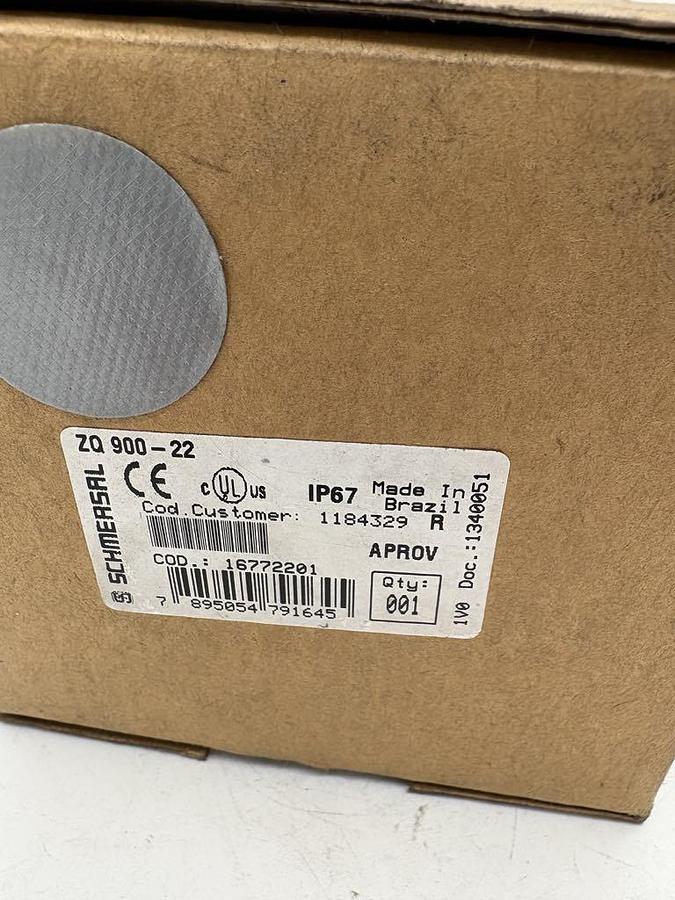 ZQ 900-22
SCHMERSAL
CE
c UL US
IP67
Made In
Brazil
Cod.Customer: 1184329 R
APROV
COD.: 16772201
7 895054 791645
Qty:
001
1V0 Doc.:1340051